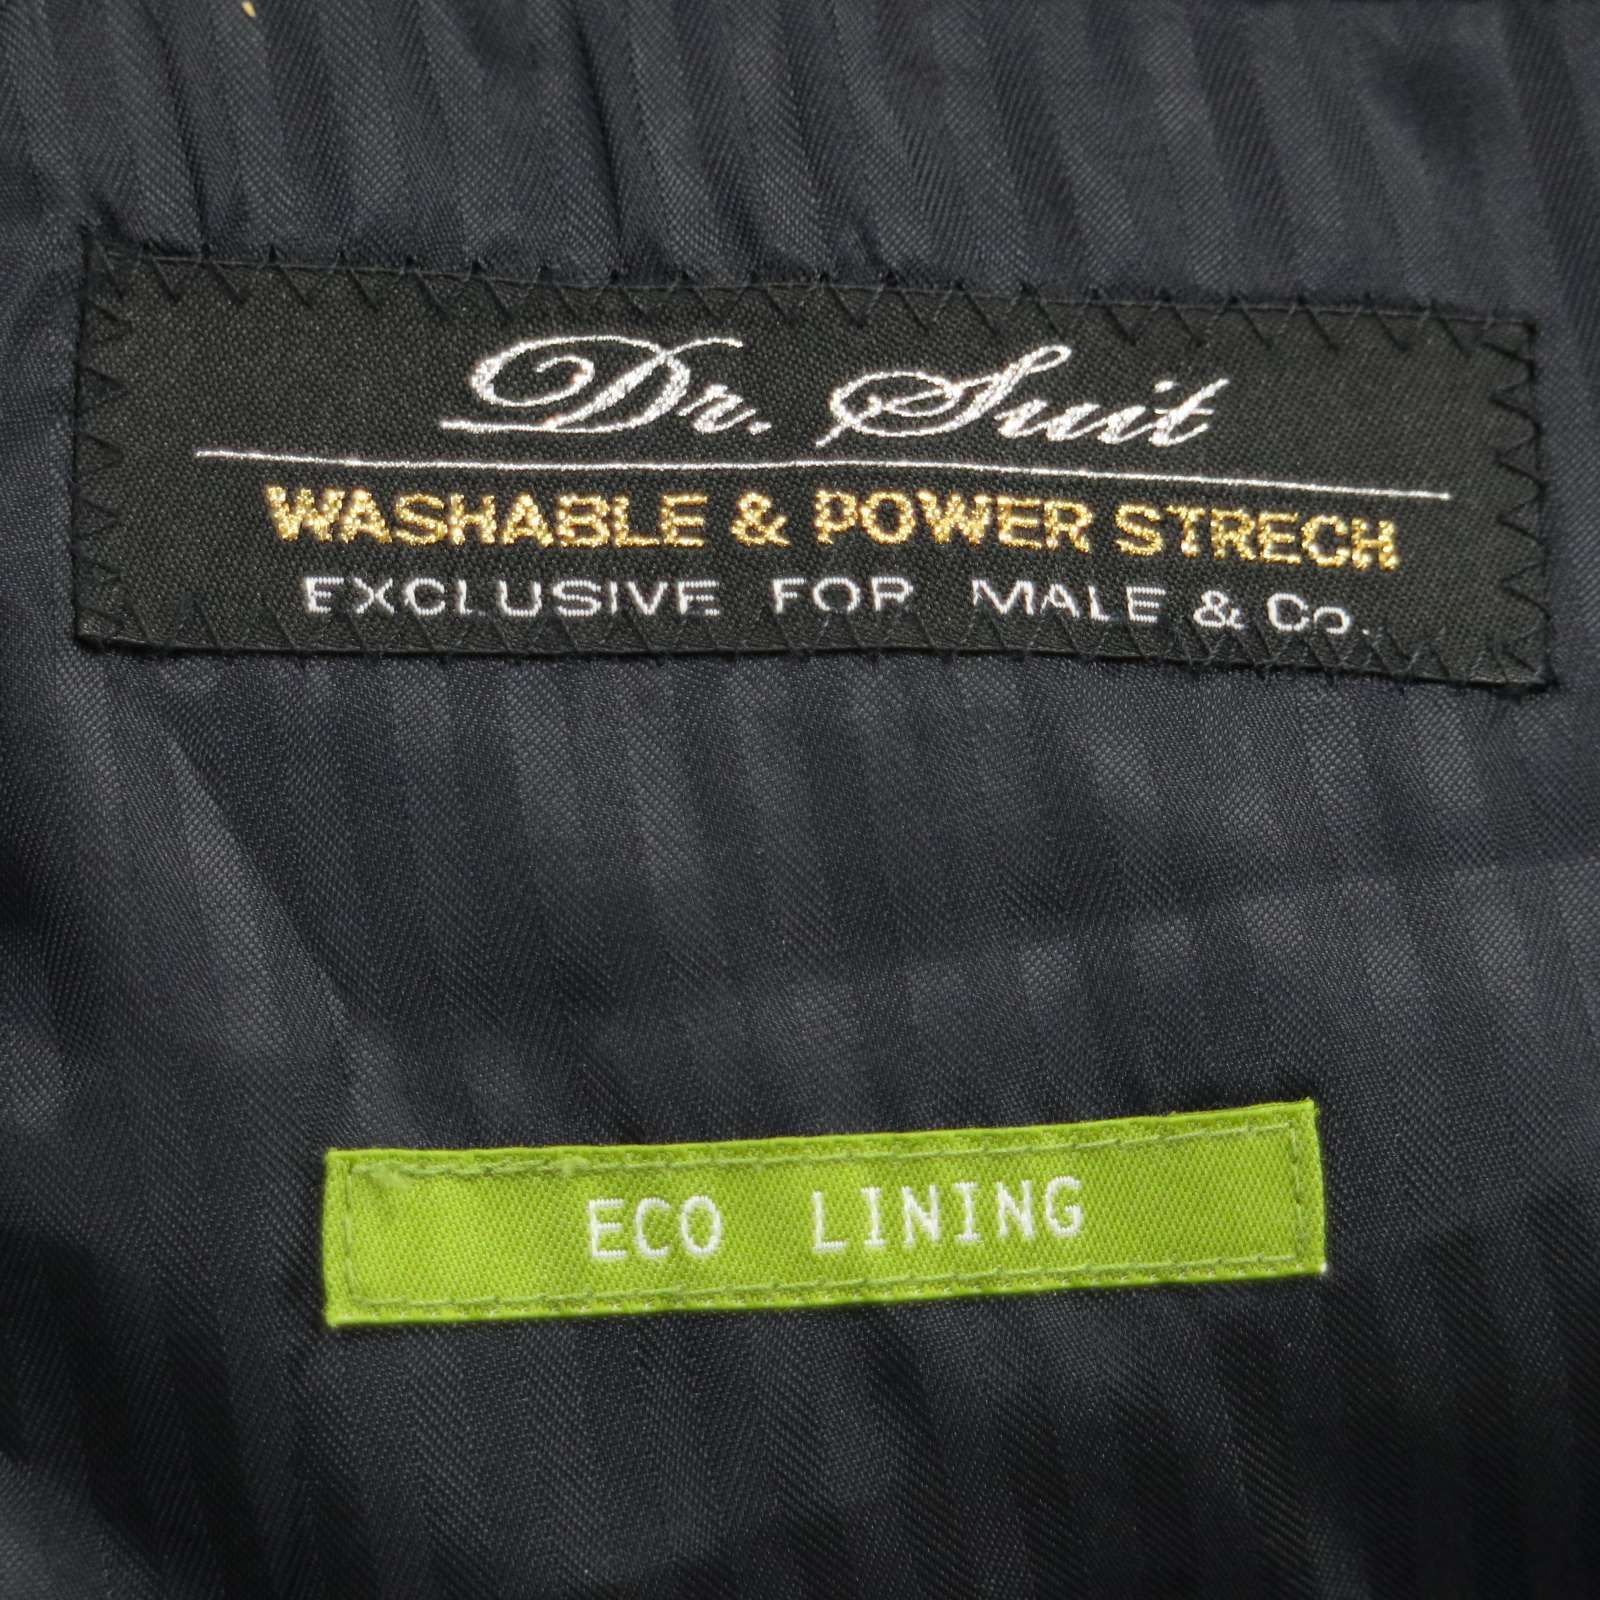 Dr. Suit
WASHABLE & POWER STRECH
EXCLUSIVE FOR MALE & Co.
ECO LINING